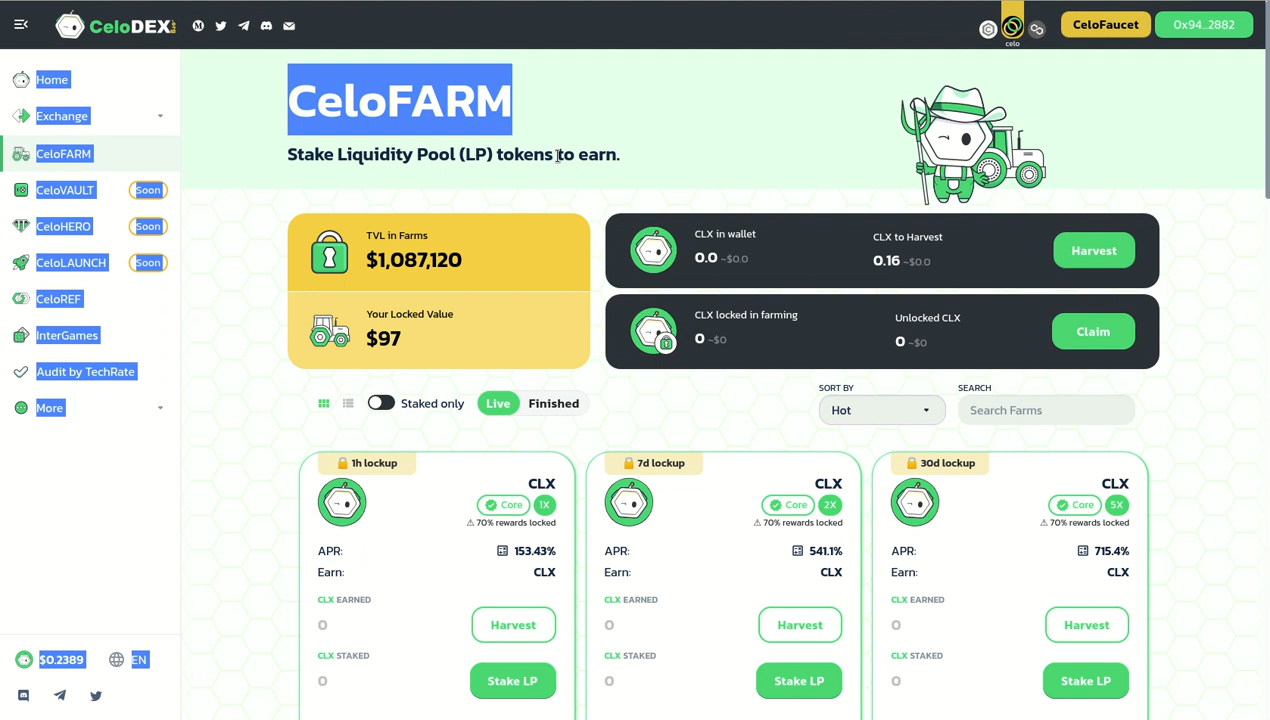 CeloDEX
celo
CeloFaucet
0x94...2882
Home
Exchange
CeloFARM
CeloVAULT Soon
CeloHERO Soon
CeloLAUNCH Soon
CeloREF
InterGames
Audit by TechRate
More
$0.2389 EN
CeloFARM
Stake Liquidity Pool (LP) tokens to earn.
TVL in Farms
$1,087,120
Your Locked Value
$97
CLX in wallet
0.0 ~$0.0
CLX to Harvest
0.16 ~$0.0
Harvest
CLX locked in farming
0 ~$0
Unlocked CLX
0 ~$0
Claim
Staked only
Live
Finished
SORT BY
Hot
SEARCH
Search Farms
1h lockup
CLX
Core 1X
70% rewards locked
APR: 153.43%
Earn: CLX
CLX EARNED
0
Harvest
CLX STAKED
0
Stake LP
7d lockup
CLX
Core 2X
70% rewards locked
APR: 541.1%
Earn: CLX
CLX EARNED
0
Harvest
CLX STAKED
0
Stake LP
30d lockup
CLX
Core 5X
70% rewards locked
APR: 715.4%
Earn: CLX
CLX EARNED
0
Harvest
CLX STAKED
0
Stake LP